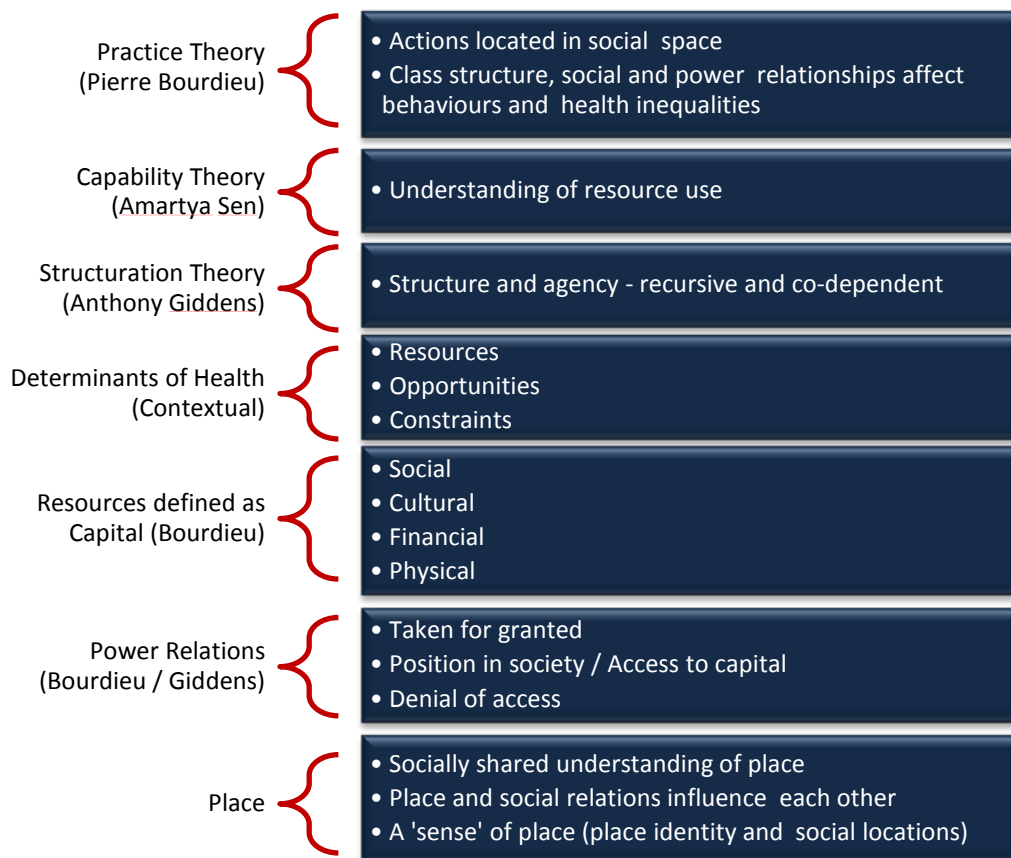 Practice Theory
(Pierre Bourdieu)
• Actions located in social space
• Class structure, social and power relationships affect
behaviours and health inequalities
Capability Theory
(Amartya Sen)
• Understanding of resource use
Structuration Theory
(Anthony Giddens)
• Structure and agency - recursive and co-dependent
Determinants of Health
(Contextual)
• Resources
• Opportunities
• Constraints
Resources defined as
Capital (Bourdieu)
• Social
• Cultural
• Financial
• Physical
Power Relations
(Bourdieu / Giddens)
• Taken for granted
• Position in society / Access to capital
• Denial of access
Place
• Socially shared understanding of place
• Place and social relations influence each other
• A 'sense' of place (place identity and social locations)